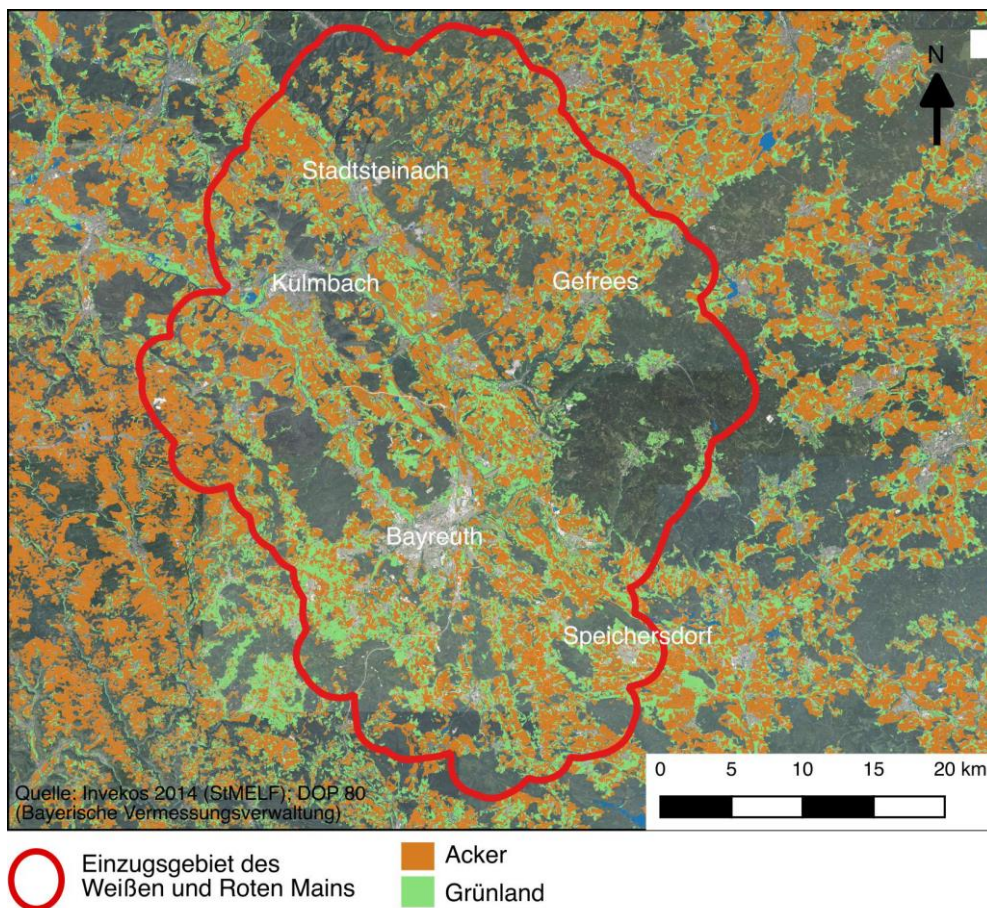 N
Stadtsteinach
Kulmbach
Gefrees
Bayreuth
Speichersdorf
0 5 10 15 20 km
Quelle: Invekos 2014 (StMELF); DOP 80
(Bayerische Vermessungsverwaltung)
Einzugsgebiet des
Weißen und Roten Mains
Acker
Grünland